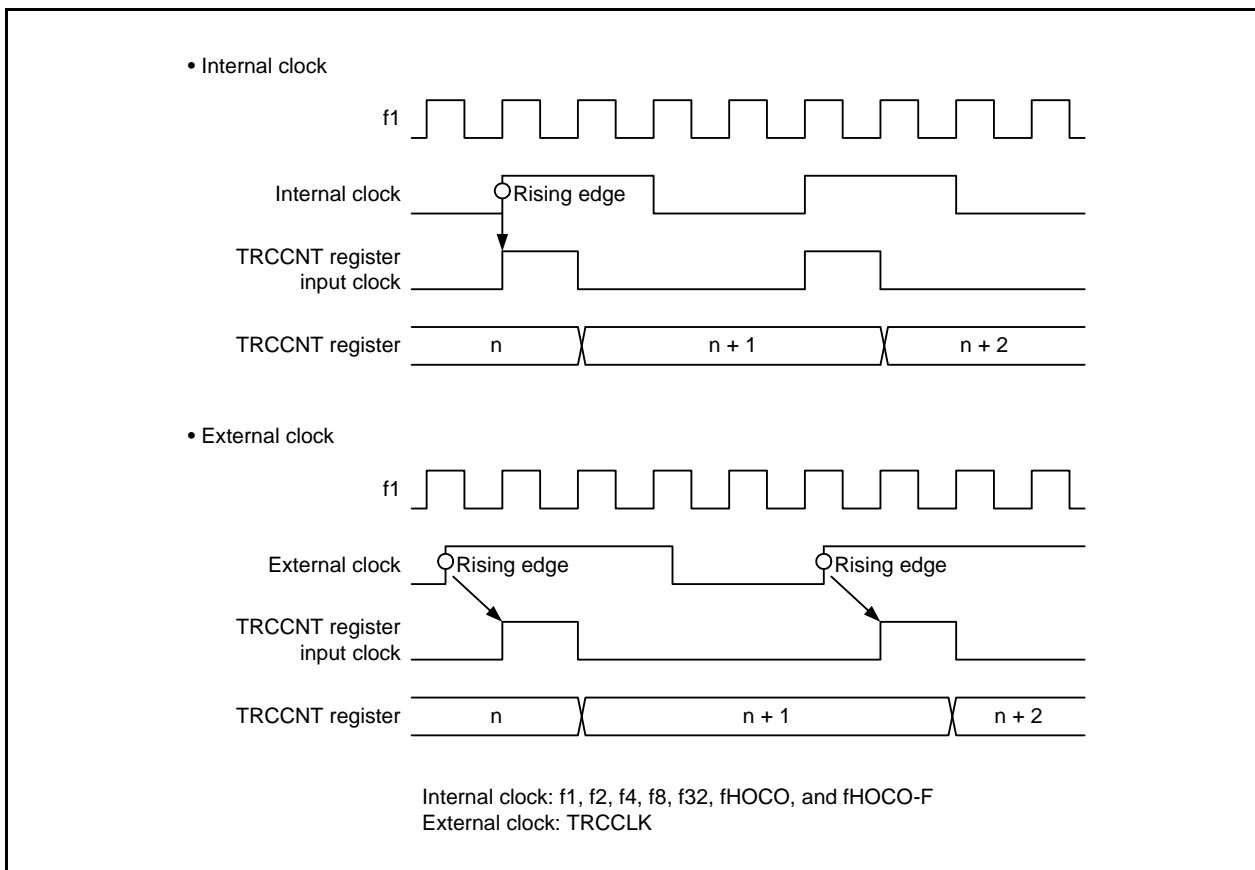 • Internal clock
f1
Internal clock
Rising edge
TRCCNT register
input clock
TRCCNT register
n
n + 1
n + 2
• External clock
f1
External clock
Rising edge
Rising edge
TRCCNT register
input clock
TRCCNT register
n
n + 1
n + 2
Internal clock: f1, f2, f4, f8, f32, fHOCO, and fHOCO-F
External clock: TRCCLK